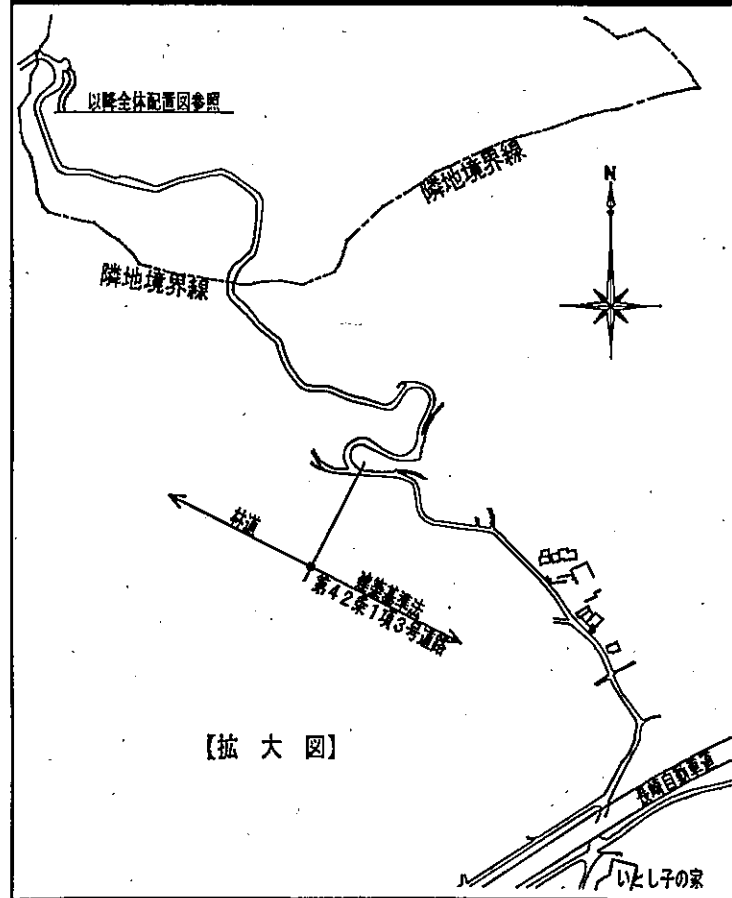 以降全体配置図参照
隣地境界線
N
隣地境界線
林道
建築基準法
第42条1項3号道路
【拡大図】
長崎自動車道
いとし子の家